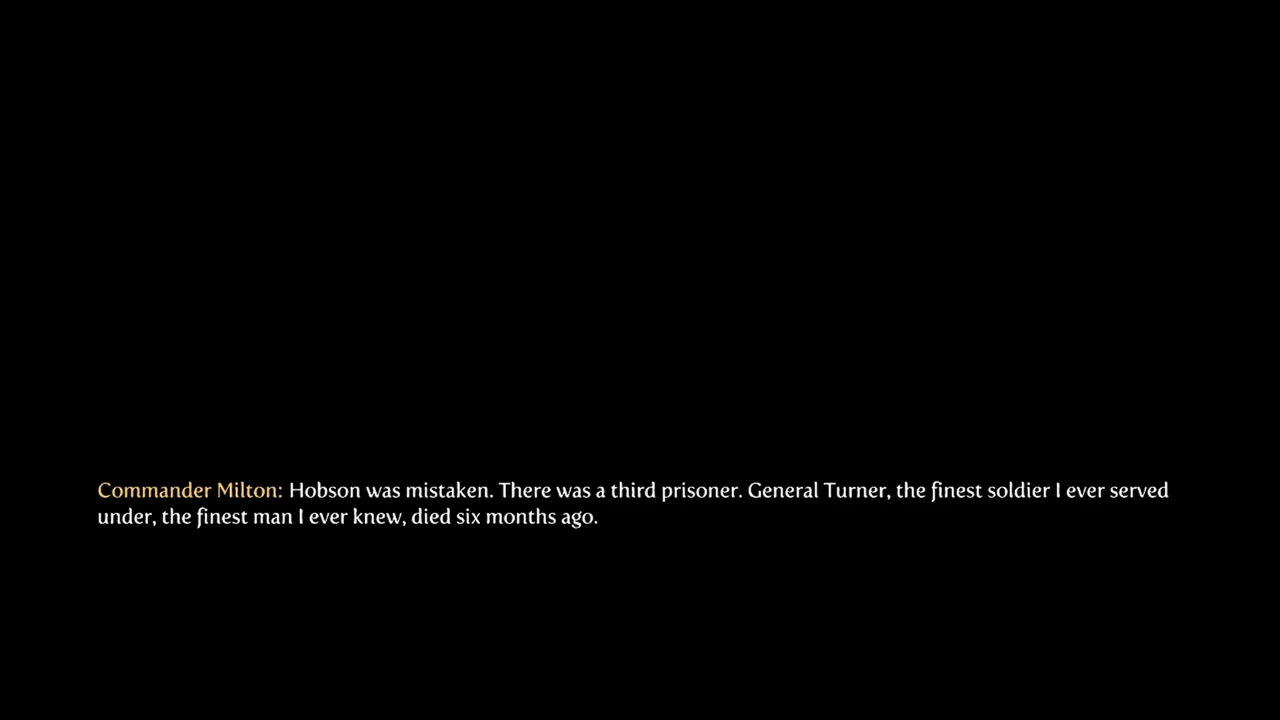 Commander Milton: Hobson was mistaken. There was a third prisoner. General Turner, the finest soldier I ever served
under, the finest man I ever knew, died six months ago.